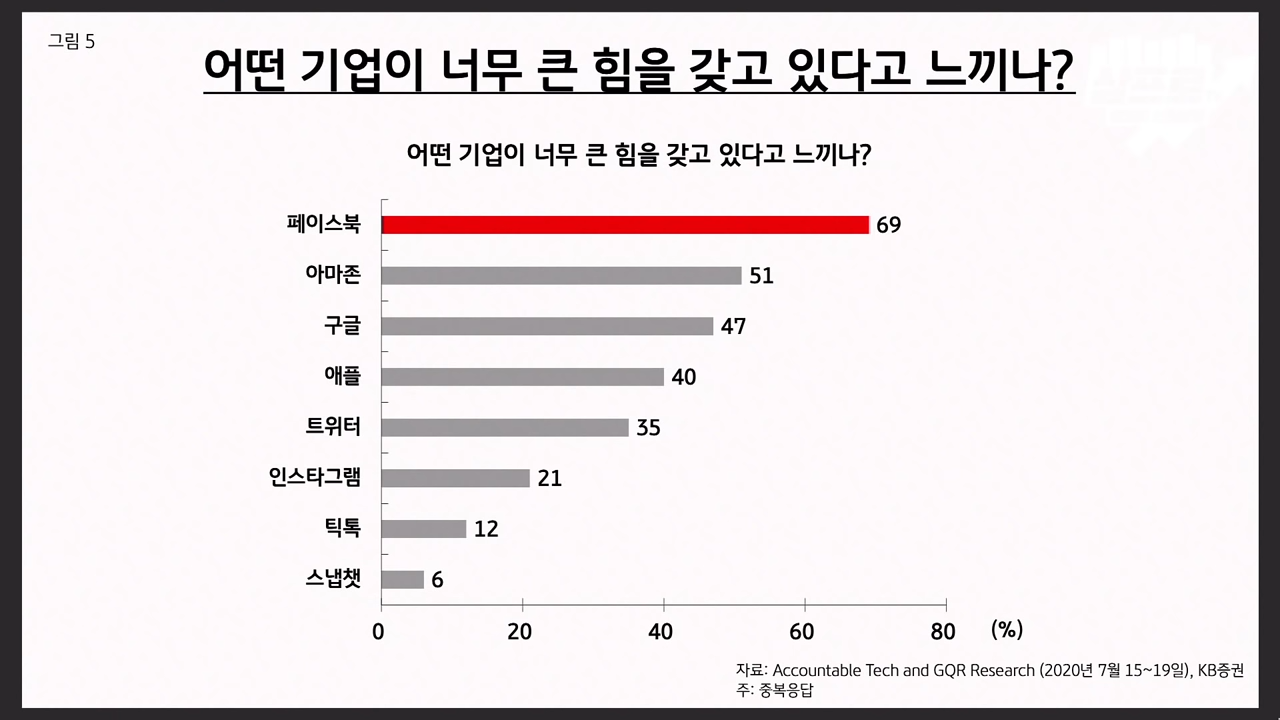 그림 5
어떤 기업이 너무 큰 힘을 갖고 있다고 느끼나?
어떤 기업이 너무 큰 힘을 갖고 있다고 느끼나?
페이스북 69
아마존 51
구글 47
애플 40
트위터 35
인스타그램 21
틱톡 12
스냅챗 6
0 20 40 60 80 (%)
자료: Accountable Tech and GQR Research (2020년 7월 15~19일), KB증권
주: 중복응답